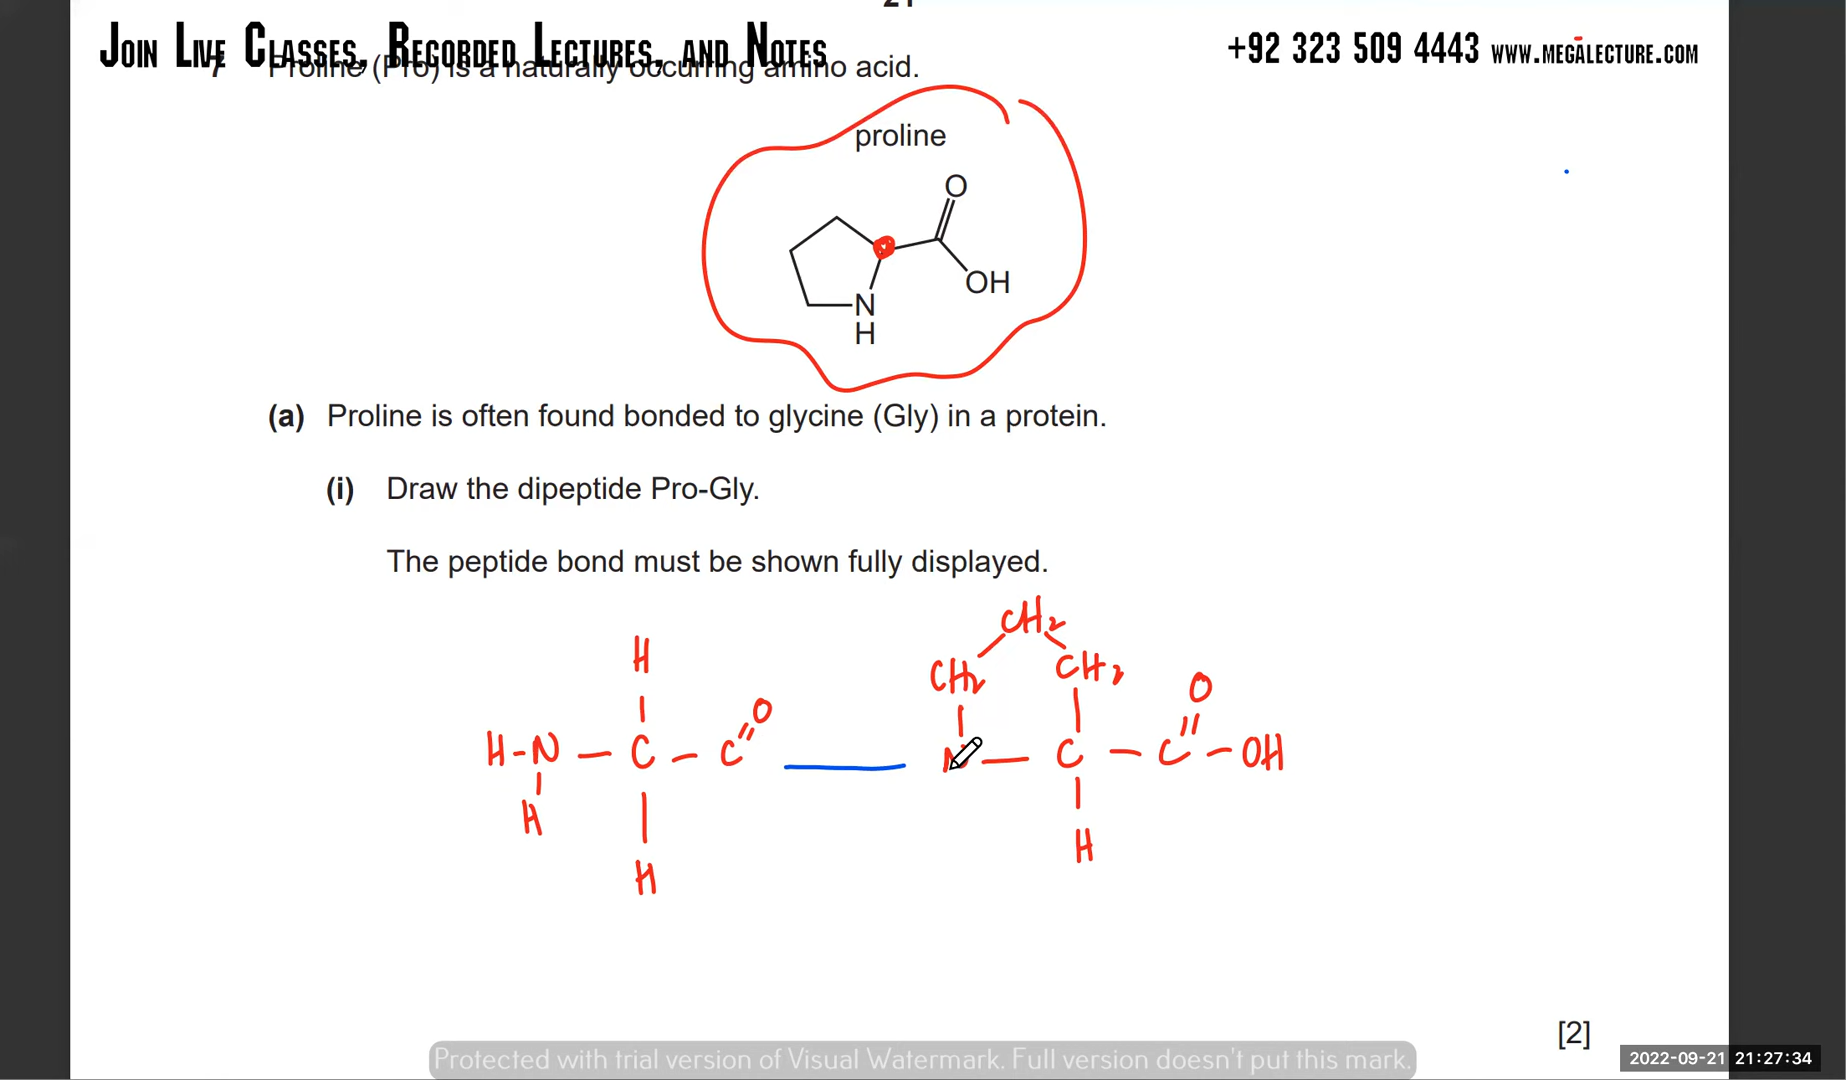 21
JOIN LIVE CLASSES, RECORDED LECTURES, AND NOTES
+92 323 509 4443 WWW.MEGALECTURE.COM
7 Proline (Pro) is a naturally occurring amino acid.
proline
O
OH
N
H
(a) Proline is often found bonded to glycine (Gly) in a protein.
(i) Draw the dipeptide Pro-Gly.
The peptide bond must be shown fully displayed.
CH2
H CH2 CH2
O O
H-N – C – C N — C – C – OH
H H
H
[2]
Protected with trial version of Visual Watermark. Full version doesn't put this mark.
2022-09-21 21:27:34